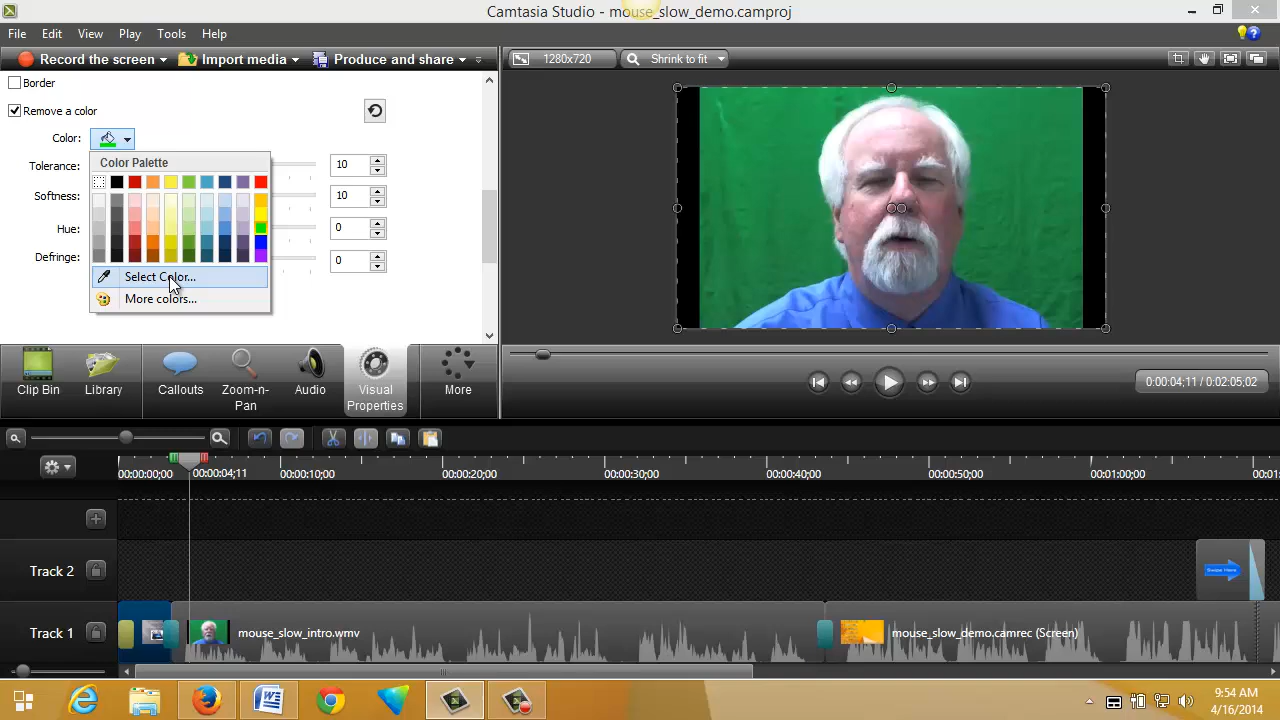 Camtasia Studio - mouse_slow_demo.camproj
File Edit View Play Tools Help
Record the screen Import media Produce and share
1280x720 Shrink to fit
Border
Remove a color
Color:
Color Palette
Tolerance: 10
Softness: 10
Hue: 0
Defringe: 0
Select Color...
More colors...
Clip Bin Library Callouts Zoom-n-Pan Audio Visual Properties More
0:00:04;11 / 0:02:05;02
00:00:00;00 00:00:04;11 00:00:10;00 00:00:20;00 00:00:30;00 00:00:40;00 00:00:50;00 00:01:00;00 00:01:
Track 2
Swipe Here
Track 1 mouse_slow_intro.wmv mouse_slow_demo.camrec (Screen)
9:54 AM
4/16/2014